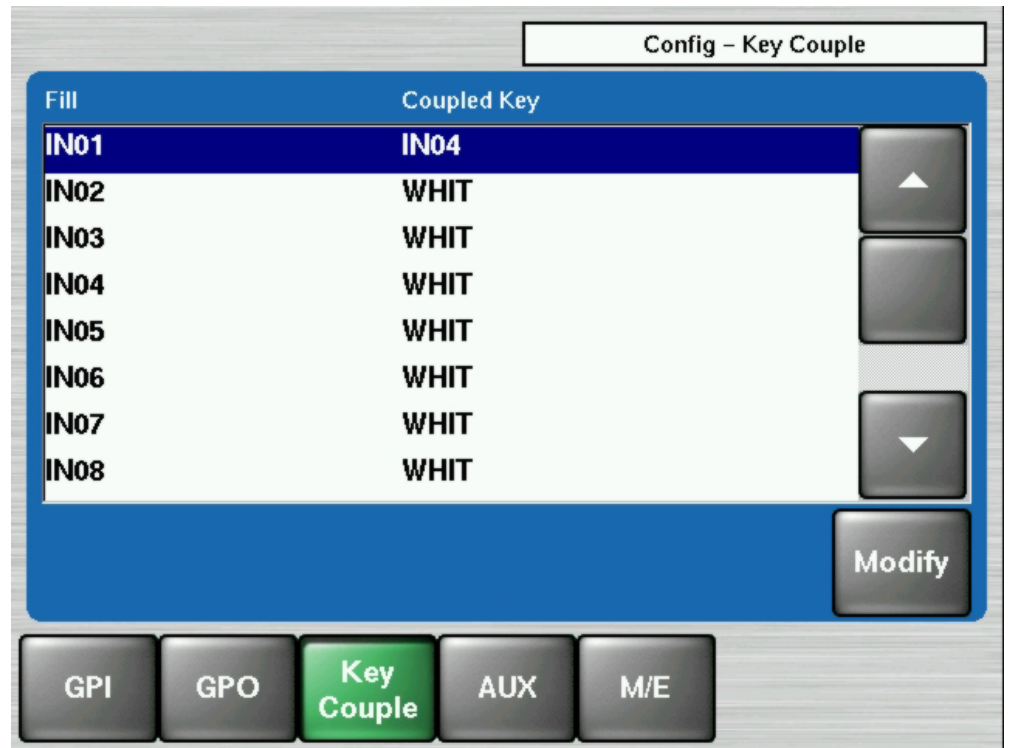 Config – Key Couple
Fill Coupled Key
IN01 IN04
IN02 WHIT
IN03 WHIT
IN04 WHIT
IN05 WHIT
IN06 WHIT
IN07 WHIT
IN08 WHIT
Modify
GPI GPO Key Couple AUX M/E